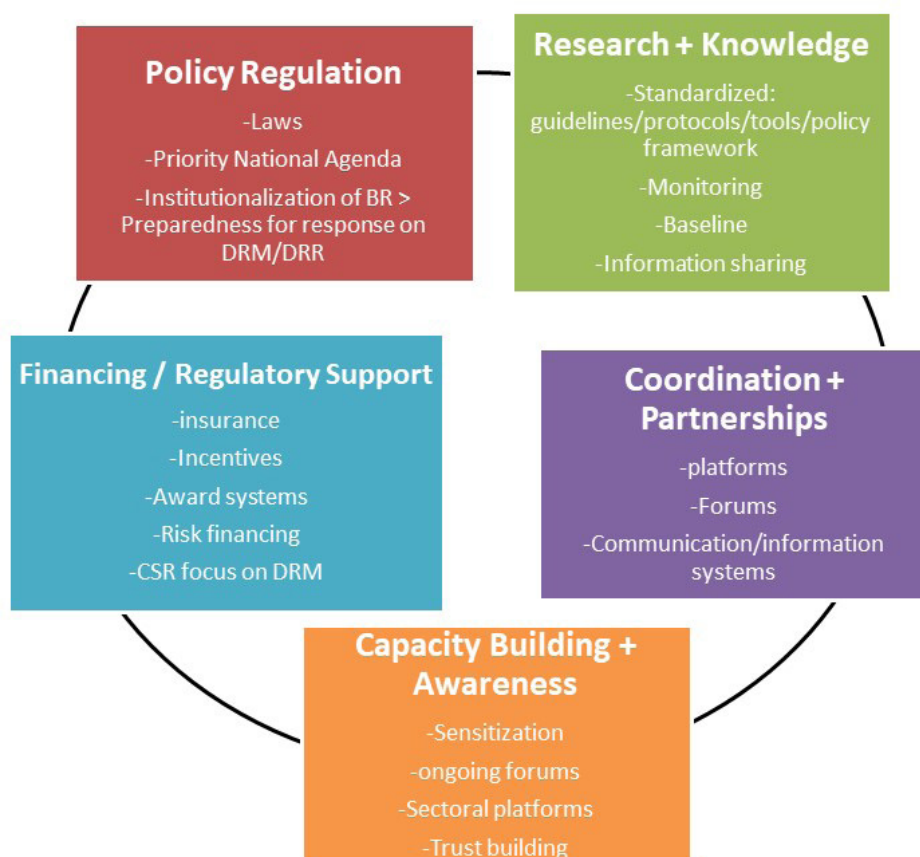 Policy Regulation
-Laws
-Priority National Agenda
-Institutionalization of BR >
Preparedness for response on
DRM/DRR
Research + Knowledge
-Standardized:
guidelines/protocols/tools/policy
framework
-Monitoring
-Baseline
-Information sharing
Financing / Regulatory Support
-insurance
-Incentives
-Award systems
-Risk financing
-CSR focus on DRM
Coordination +
Partnerships
-platforms
-Forums
-Communication/information
systems
Capacity Building +
Awareness
-Sensitization
-ongoing forums
-Sectoral platforms
-Trust building